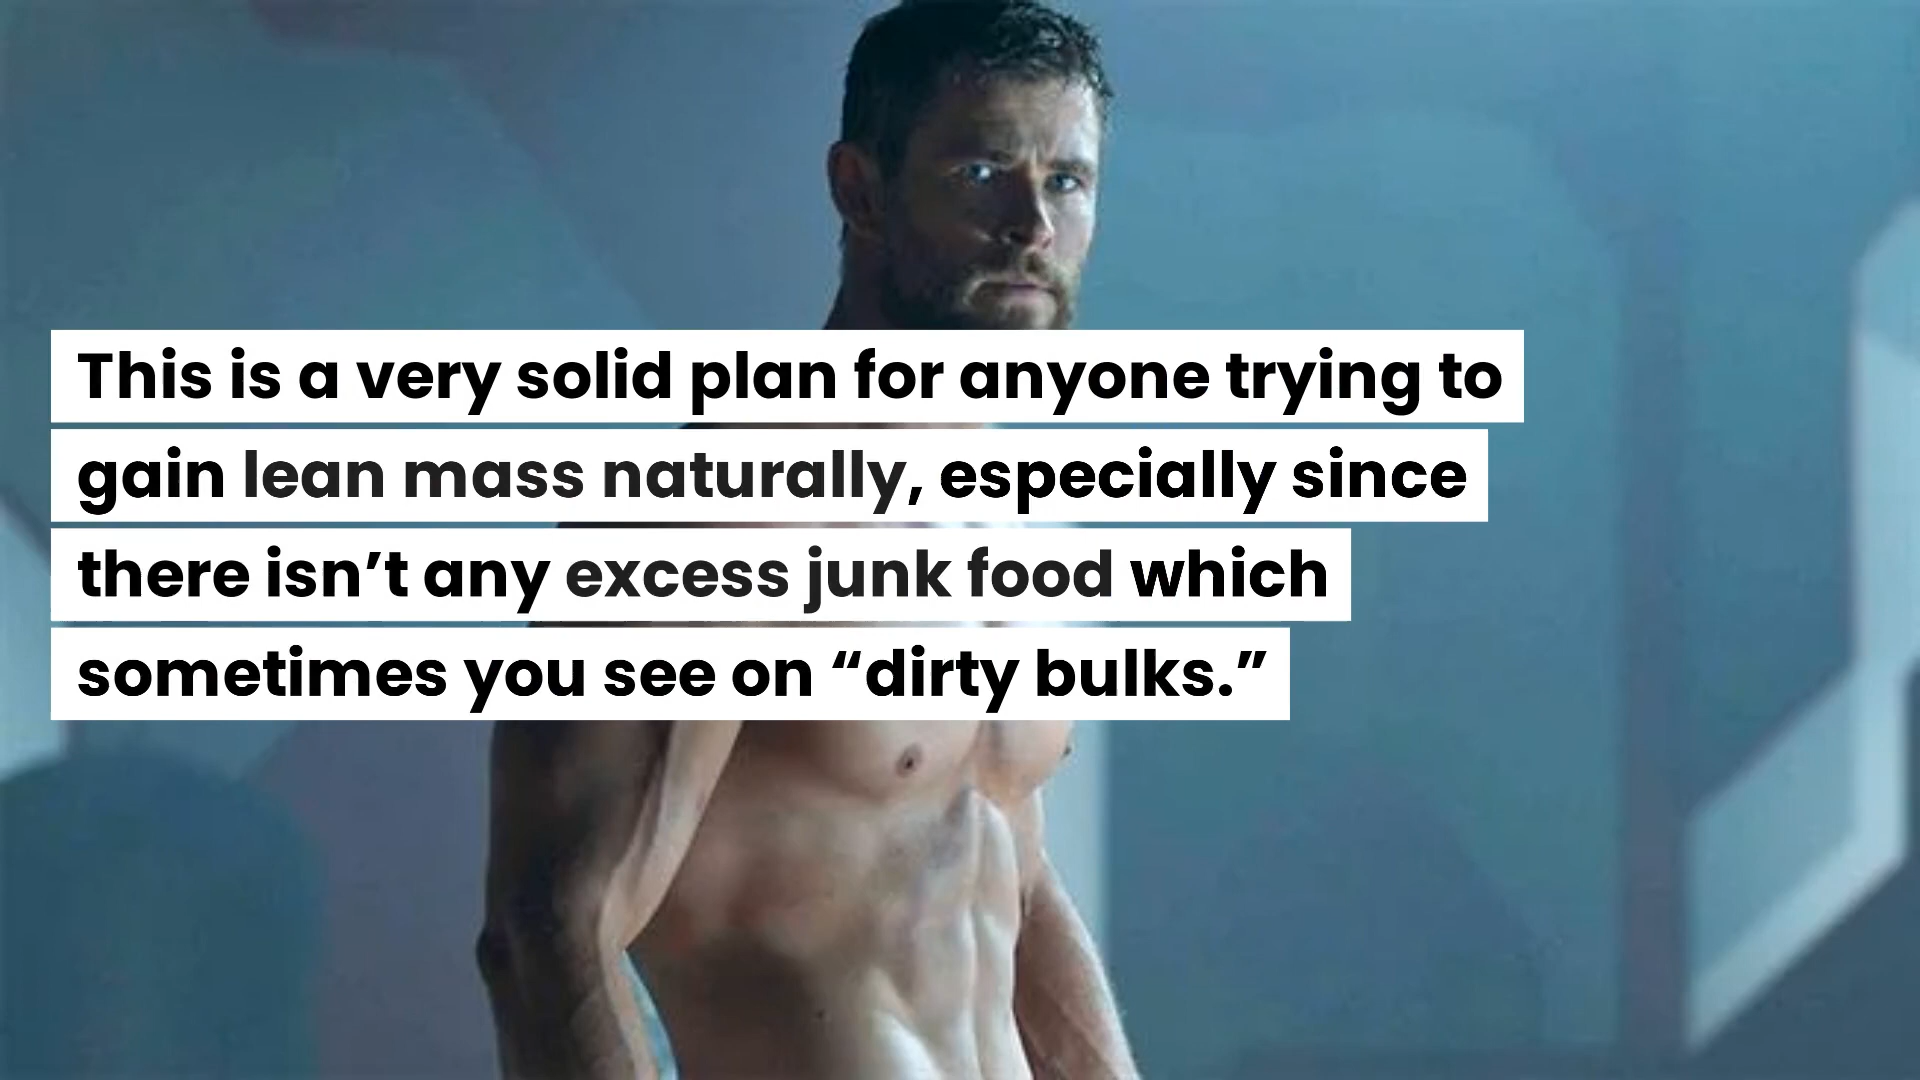 This is a very solid plan for anyone trying to
gain lean mass naturally, especially since
there isn’t any excess junk food which
sometimes you see on “dirty bulks.”